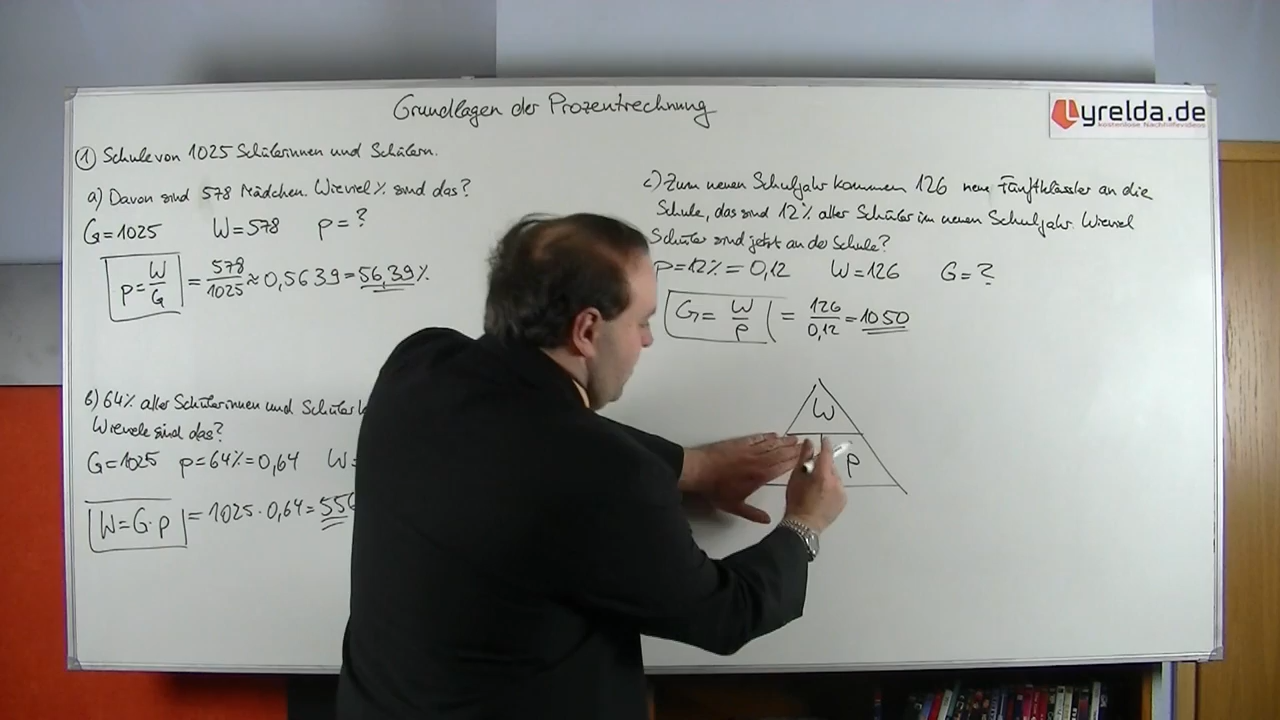 Grundlagen der Prozentrechnung
Lyrelda.de
kostenlose Nachhilfevideos
① Schule von 1025 Schülerinnen und Schülern.
a) Davon sind 578 Mädchen. Wieviel % sind das?
G=1025 W=578 p=?
p=W/G = 578/1025 ≈ 0,5639 = 56,39%
b) 64% aller Schülerinnen und Schüler
Wieviele sind das?
G=1025 p=64%=0,64 W=
W=G·p = 1025·0,64=
c) Zum neuen Schuljahr kommen 126 neue Fünftklässler an die
Schule, das sind 12% aller Schüler im neuen Schuljahr. Wieviel
Schüler sind jetzt an der Schule?
p=12%=0,12 W=126 G=?
G= W/p = 126/0,12 = 1050
W
p